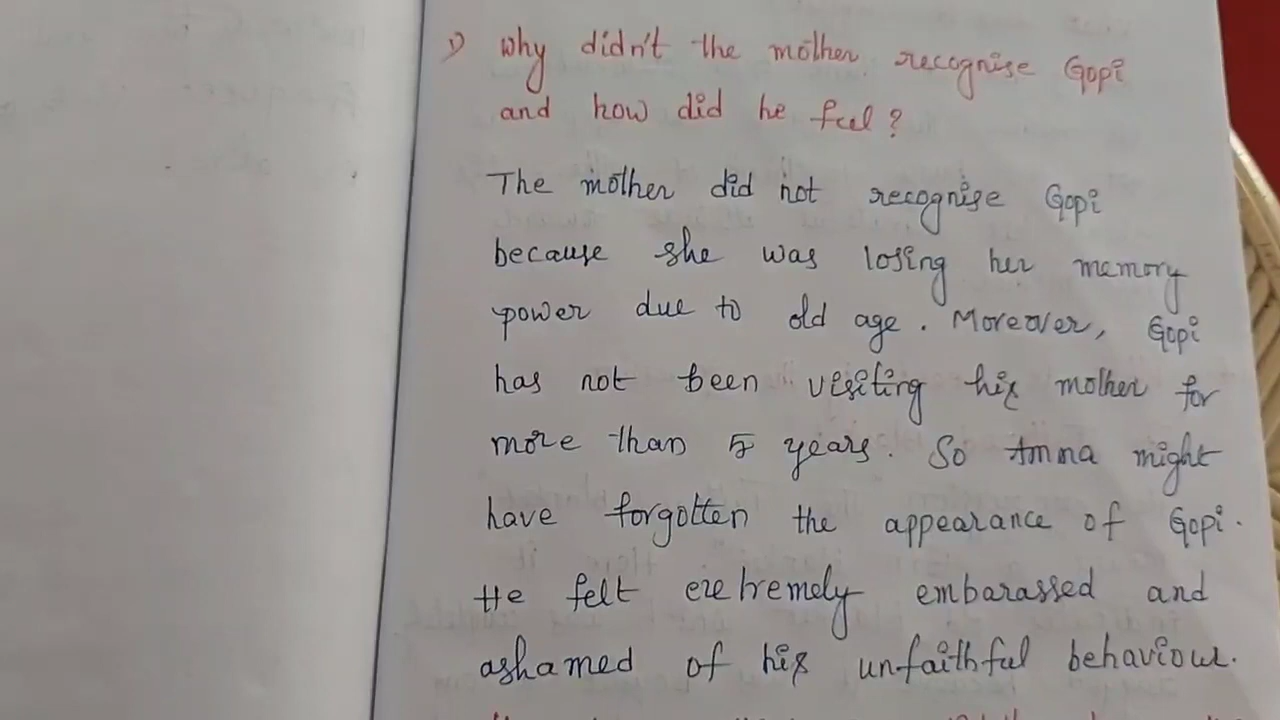 1) Why didn't the mother recognise Gopi
and how did he feel?
The mother did not recognise Gopi
because she was losing her memory
power due to old age. Moreover, Gopi
has not been visiting his mother for
more than 5 years. So Amna might
have forgotten the appearance of Gopi.
He felt extremely embarassed and
ashamed of his unfaithful behaviour.